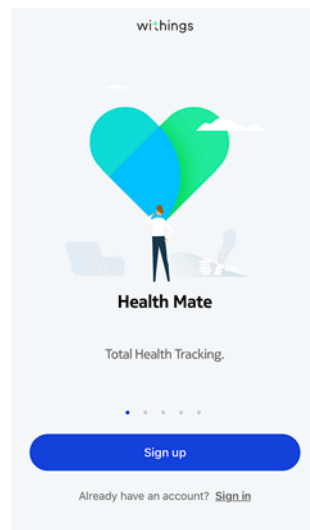 withings
Health Mate
Total Health Tracking.
Sign up
Already have an account? Sign in